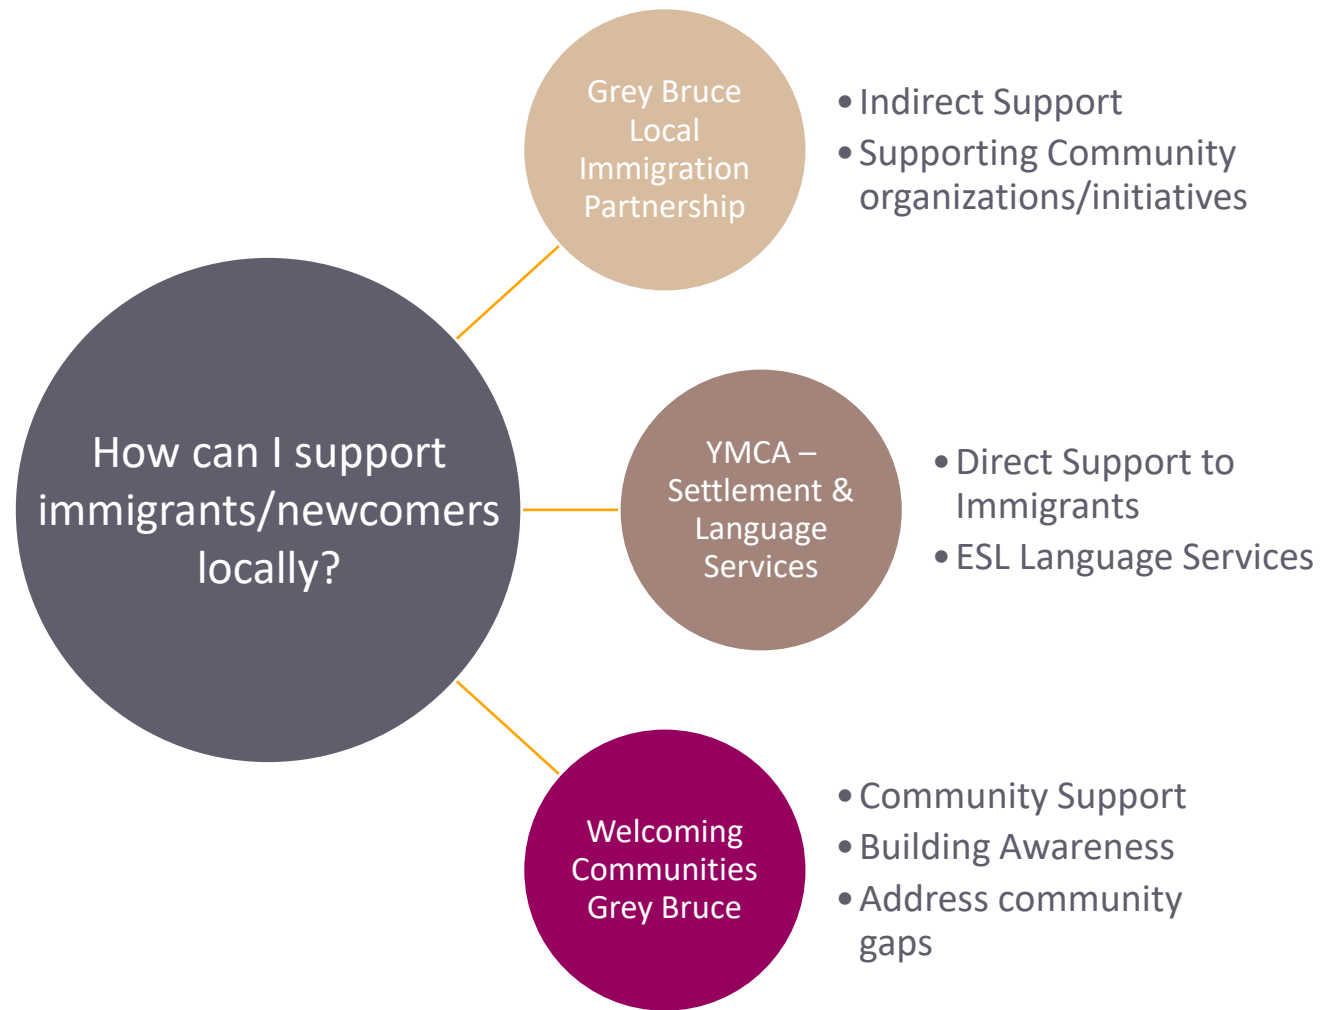 Grey Bruce
Local
Immigration
Partnership
• Indirect Support
• Supporting Community
organizations/initiatives
How can I support
immigrants/newcomers
locally?
YMCA –
Settlement &
Language
Services
• Direct Support to
Immigrants
• ESL Language Services
Welcoming
Communities
Grey Bruce
• Community Support
• Building Awareness
• Address community
gaps